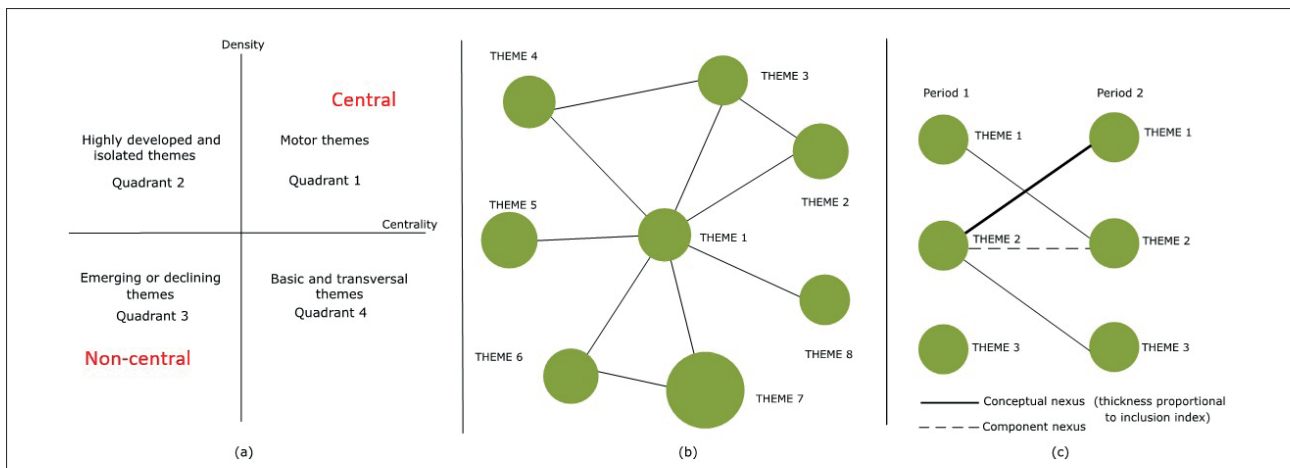 Density
Central
Highly developed and
isolated themes
Quadrant 2
Motor themes
Quadrant 1
Centrality
Emerging or declining
themes
Quadrant 3
Basic and transversal
themes
Quadrant 4
Non-central
(a)
THEME 4
THEME 3
THEME 2
THEME 5
THEME 1
THEME 8
THEME 6
THEME 7
(b)
Period 1
Period 2
THEME 1
THEME 1
THEME 2
THEME 2
THEME 3
THEME 3
Conceptual nexus
(thickness proportional
to inclusion index)
Component nexus
(c)